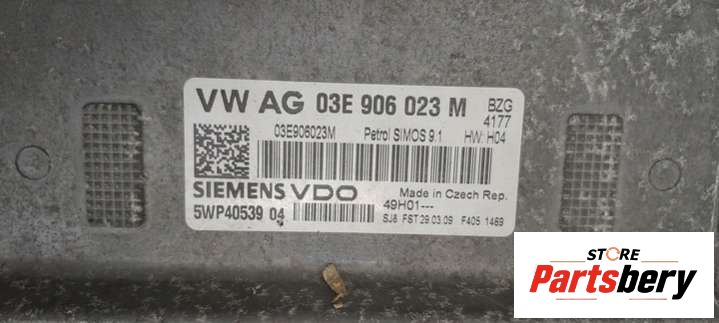 VW AG 03E 906 023 M BZG 4177
03E906023M Petrol SIMOS 9.1 HW: H04
SIEMENS VDO Made in Czech Rep.
5WP40539 04 49H01---
SJ8 FST 29.03.09 F405 1469
STORE
Partsbery